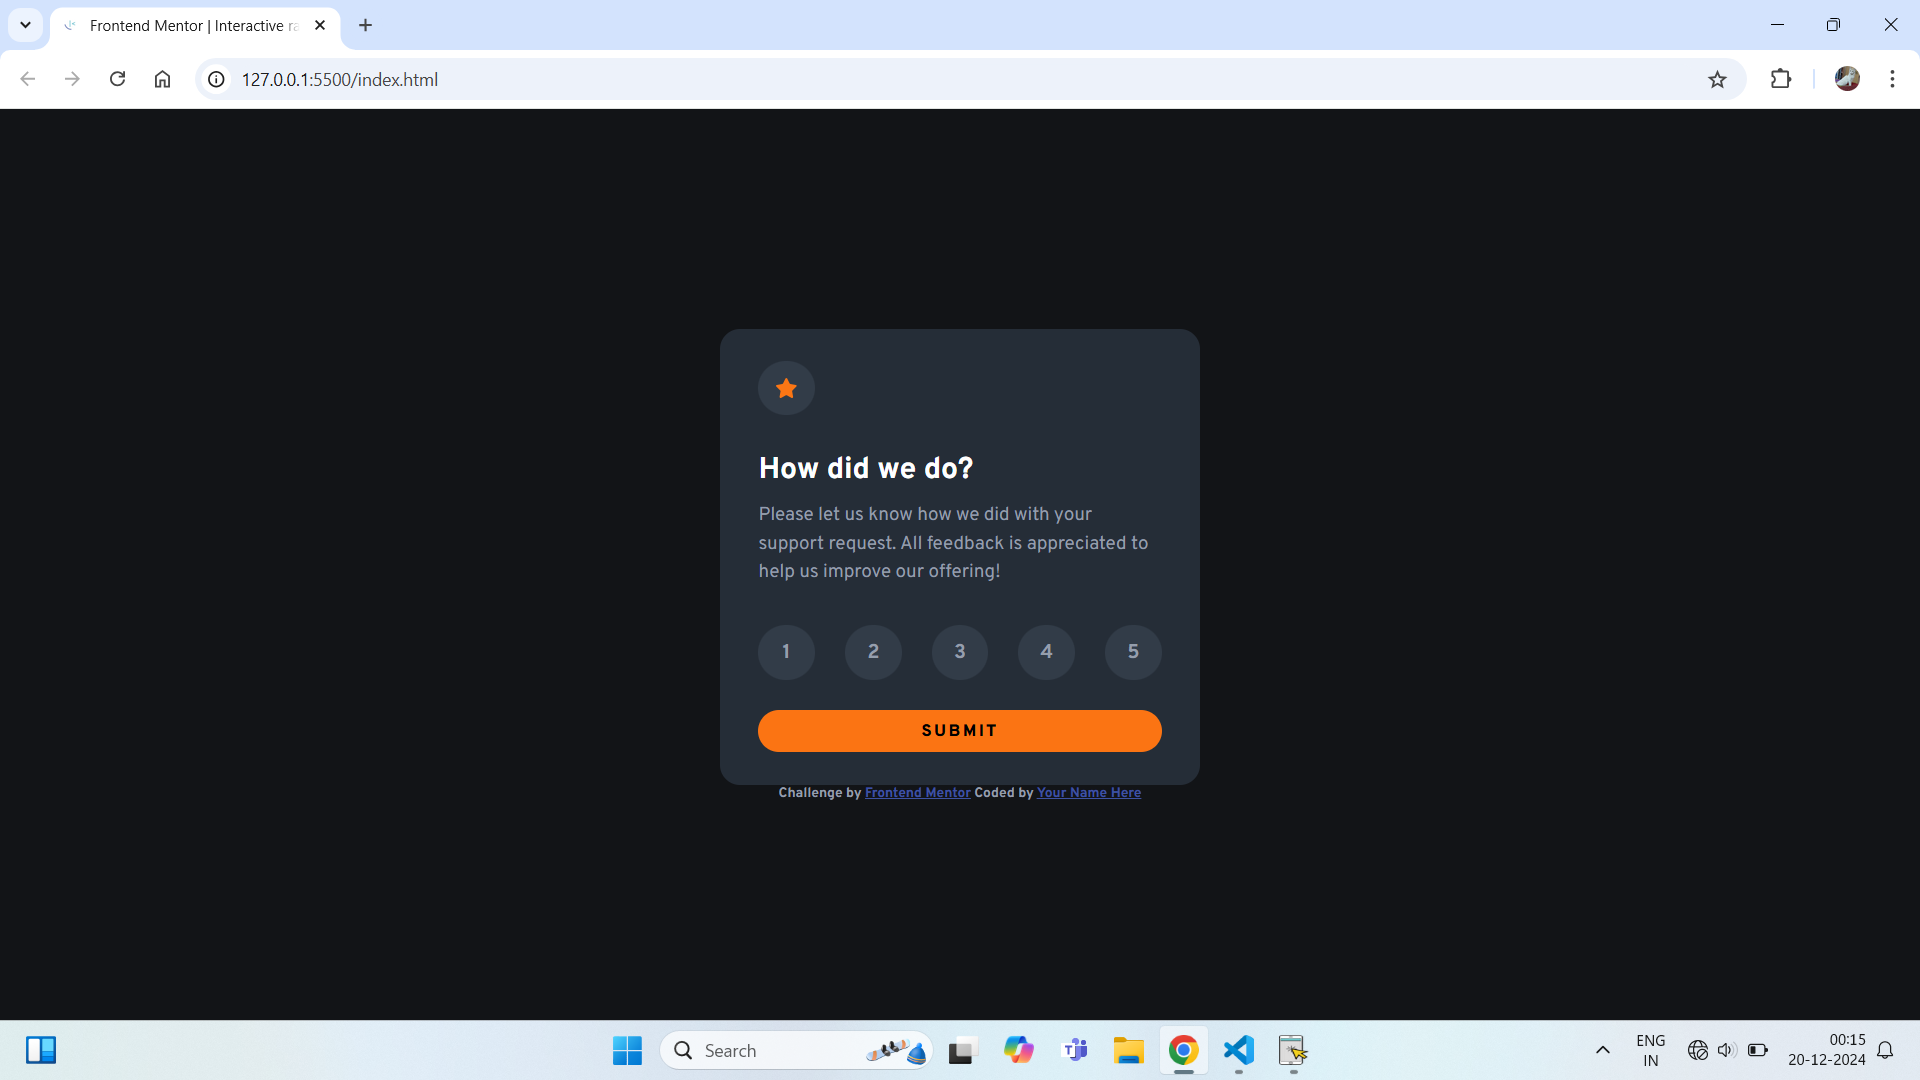 Frontend Mentor | Interactive ra
127.0.0.1:5500/index.html
How did we do?
Please let us know how we did with your
support request. All feedback is appreciated to
help us improve our offering!
1 2 3 4 5
SUBMIT
Challenge by Frontend Mentor Coded by Your Name Here
Search
ENG
IN
00:15
20-12-2024